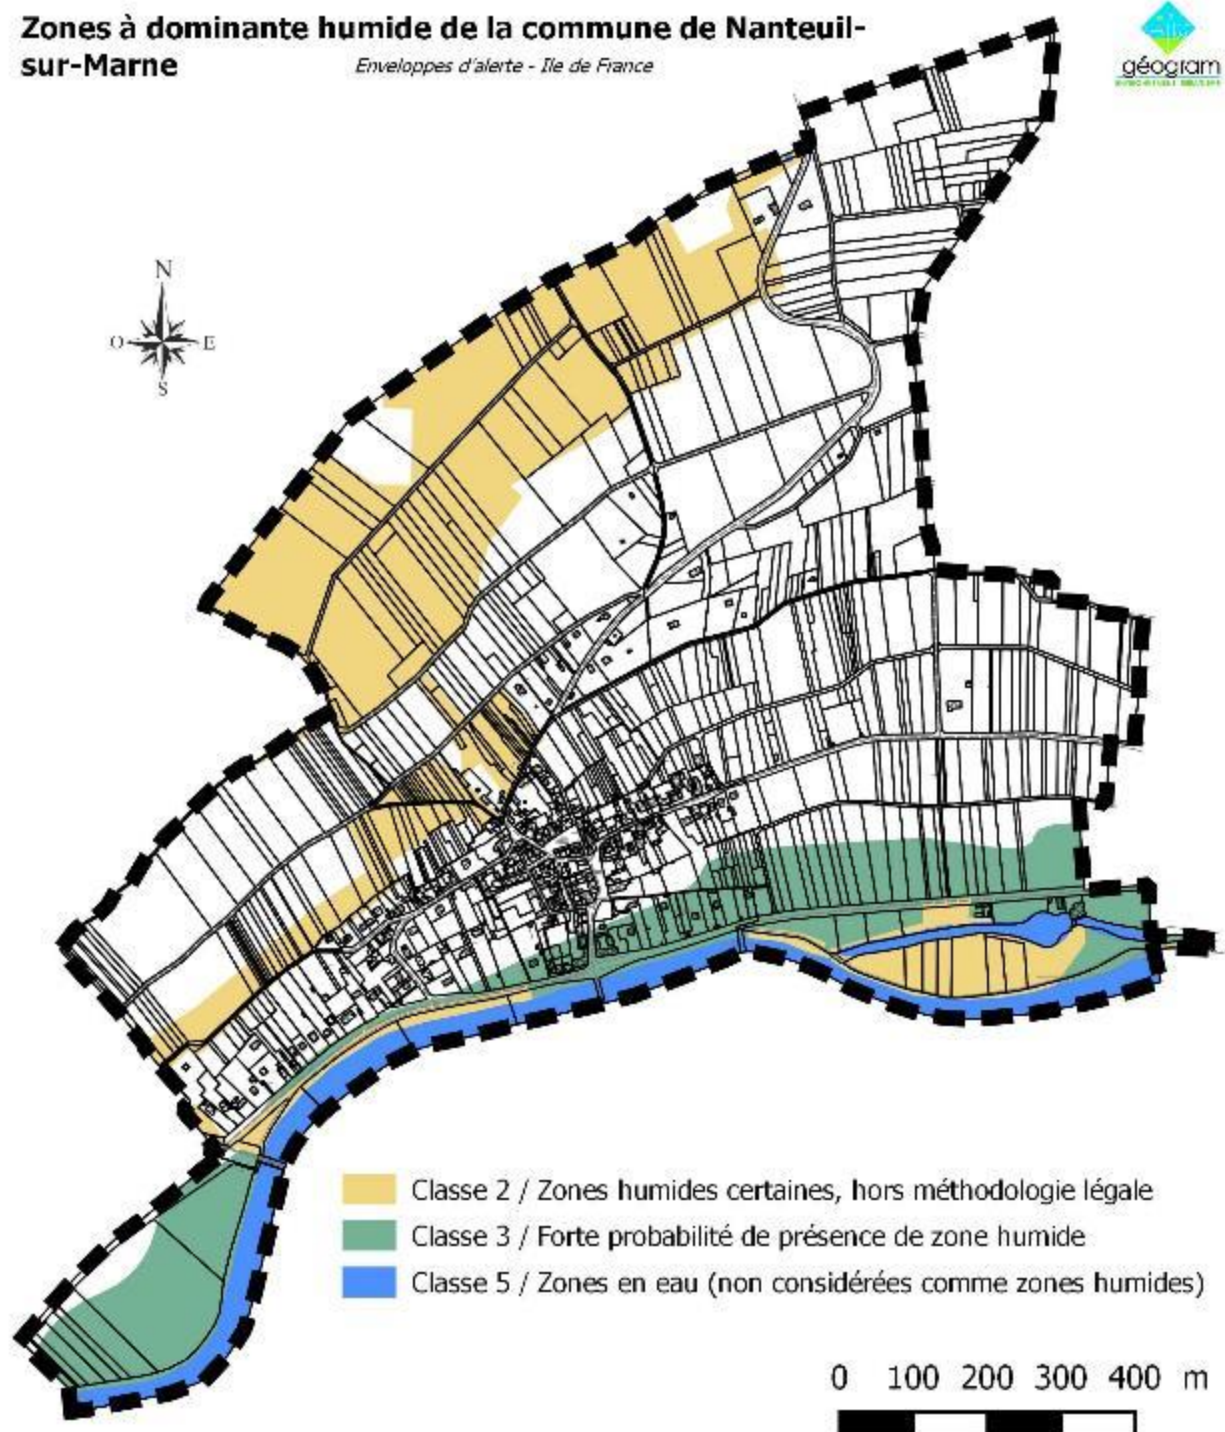 Zones à dominante humide de la commune de Nanteuil-
sur-Marne
Enveloppes d'alerte - Ile de France
géogram
N
O
E
S
Classe 2 / Zones humides certaines, hors méthodologie légale
Classe 3 / Forte probabilité de présence de zone humide
Classe 5 / Zones en eau (non considérées comme zones humides)
0 100 200 300 400 m